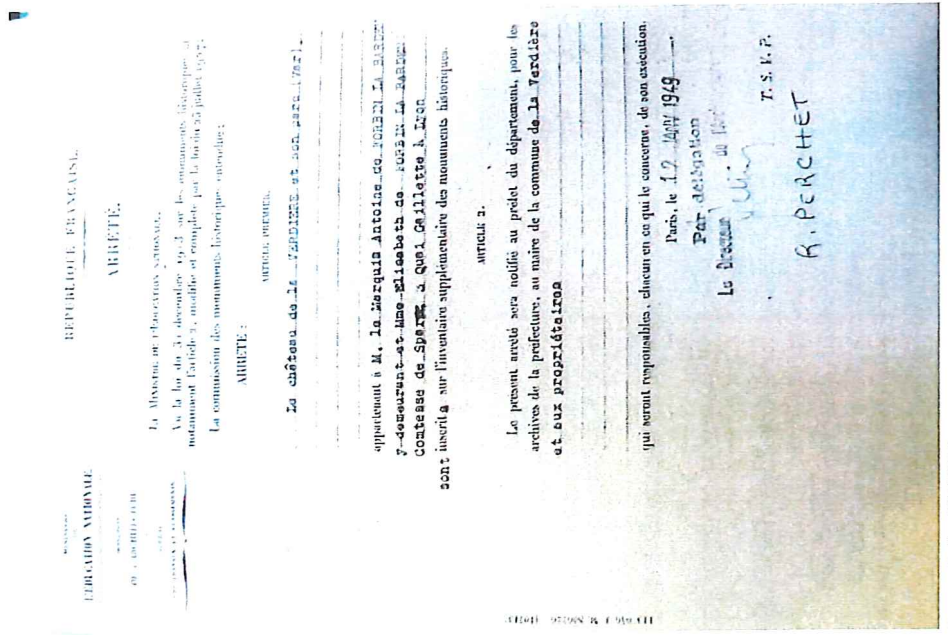 RÉPUBLIQUE FRANÇAISE.
ÉDUCATION NATIONALE
ARRÊTÉ.
LE MINISTRE DE L'ÉDUCATION NATIONALE,
Vu la loi du 31 décembre 1913 sur les monuments historiques et
notamment l'article 2, modifiée et complétée par la loi du 23 juillet 1927;
La commission des monuments historiques entendue;
ARRÊTE :
ARTICLE PREMIER.
Le château de la VERDIERE et son parc (Var)
appartenant à M. le Marquis Antoine de FORBIN LA BARBEN
y demeurant et Mme Elisabeth de FORBIN LA BARBEN
Comtesse de Quai Gailleton à Lyon
sont inscrits sur l'inventaire supplémentaire des monuments historiques.
ARTICLE 2.
Le présent arrêté sera notifié au préfet du département, pour les
archives de la préfecture, au maire de la commune de la Verdière
et aux propriétaires
qui seront responsables, chacun en ce qui le concerne, de son exécution.
Paris, le 12 JANV 1949
Par délégation
Le Directeur de l'
T. S. V. P.
R. PERCHET